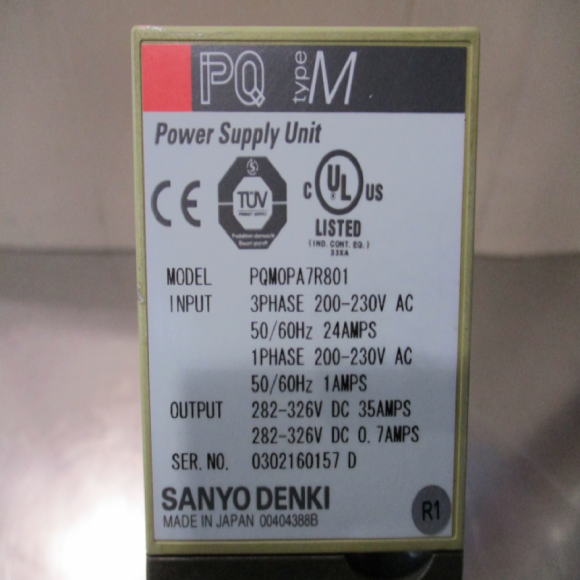 PQ type M
Power Supply Unit
CE
TÜV
C UL US
LISTED
(IND. CONT. EQ.)
MODEL PQM0PA7R801
INPUT 3PHASE 200-230V AC
50/60Hz 24AMPS
1PHASE 200-230V AC
50/60Hz 1AMPS
OUTPUT 282-326V DC 35AMPS
282-326V DC 0.7AMPS
SER. NO. 0302160157 D
SANYO DENKI
MADE IN JAPAN 00404388B
R1